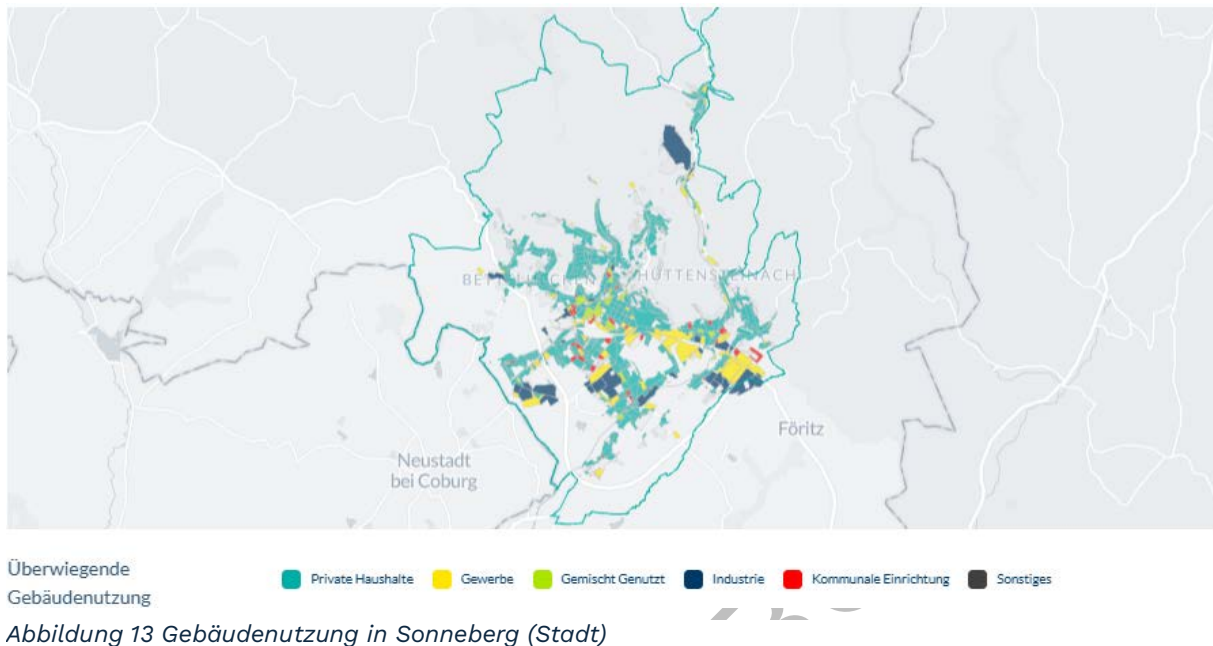 HÜTTENSTEINACH
Föritz
Neustadt
bei Coburg
Überwiegende
Gebäudenutzung
Private Haushalte
Gewerbe
Gemischt Genutzt
Industrie
Kommunale Einrichtung
Sonstiges
Abbildung 13 Gebäudenutzung in Sonneberg (Stadt)